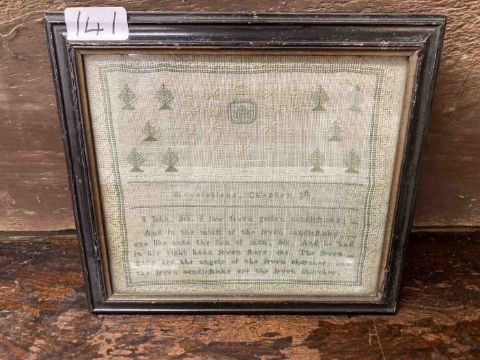 141
Revelations, Chapter
I John, &c. I saw seven golden candlesticks;
And in the midst of the seven candlesticks
one like unto the Son of man, &c. And he had
in his right hand seven stars &c. The seven
stars are the angels of the seven churches: and
the seven candlesticks are the seven churches.